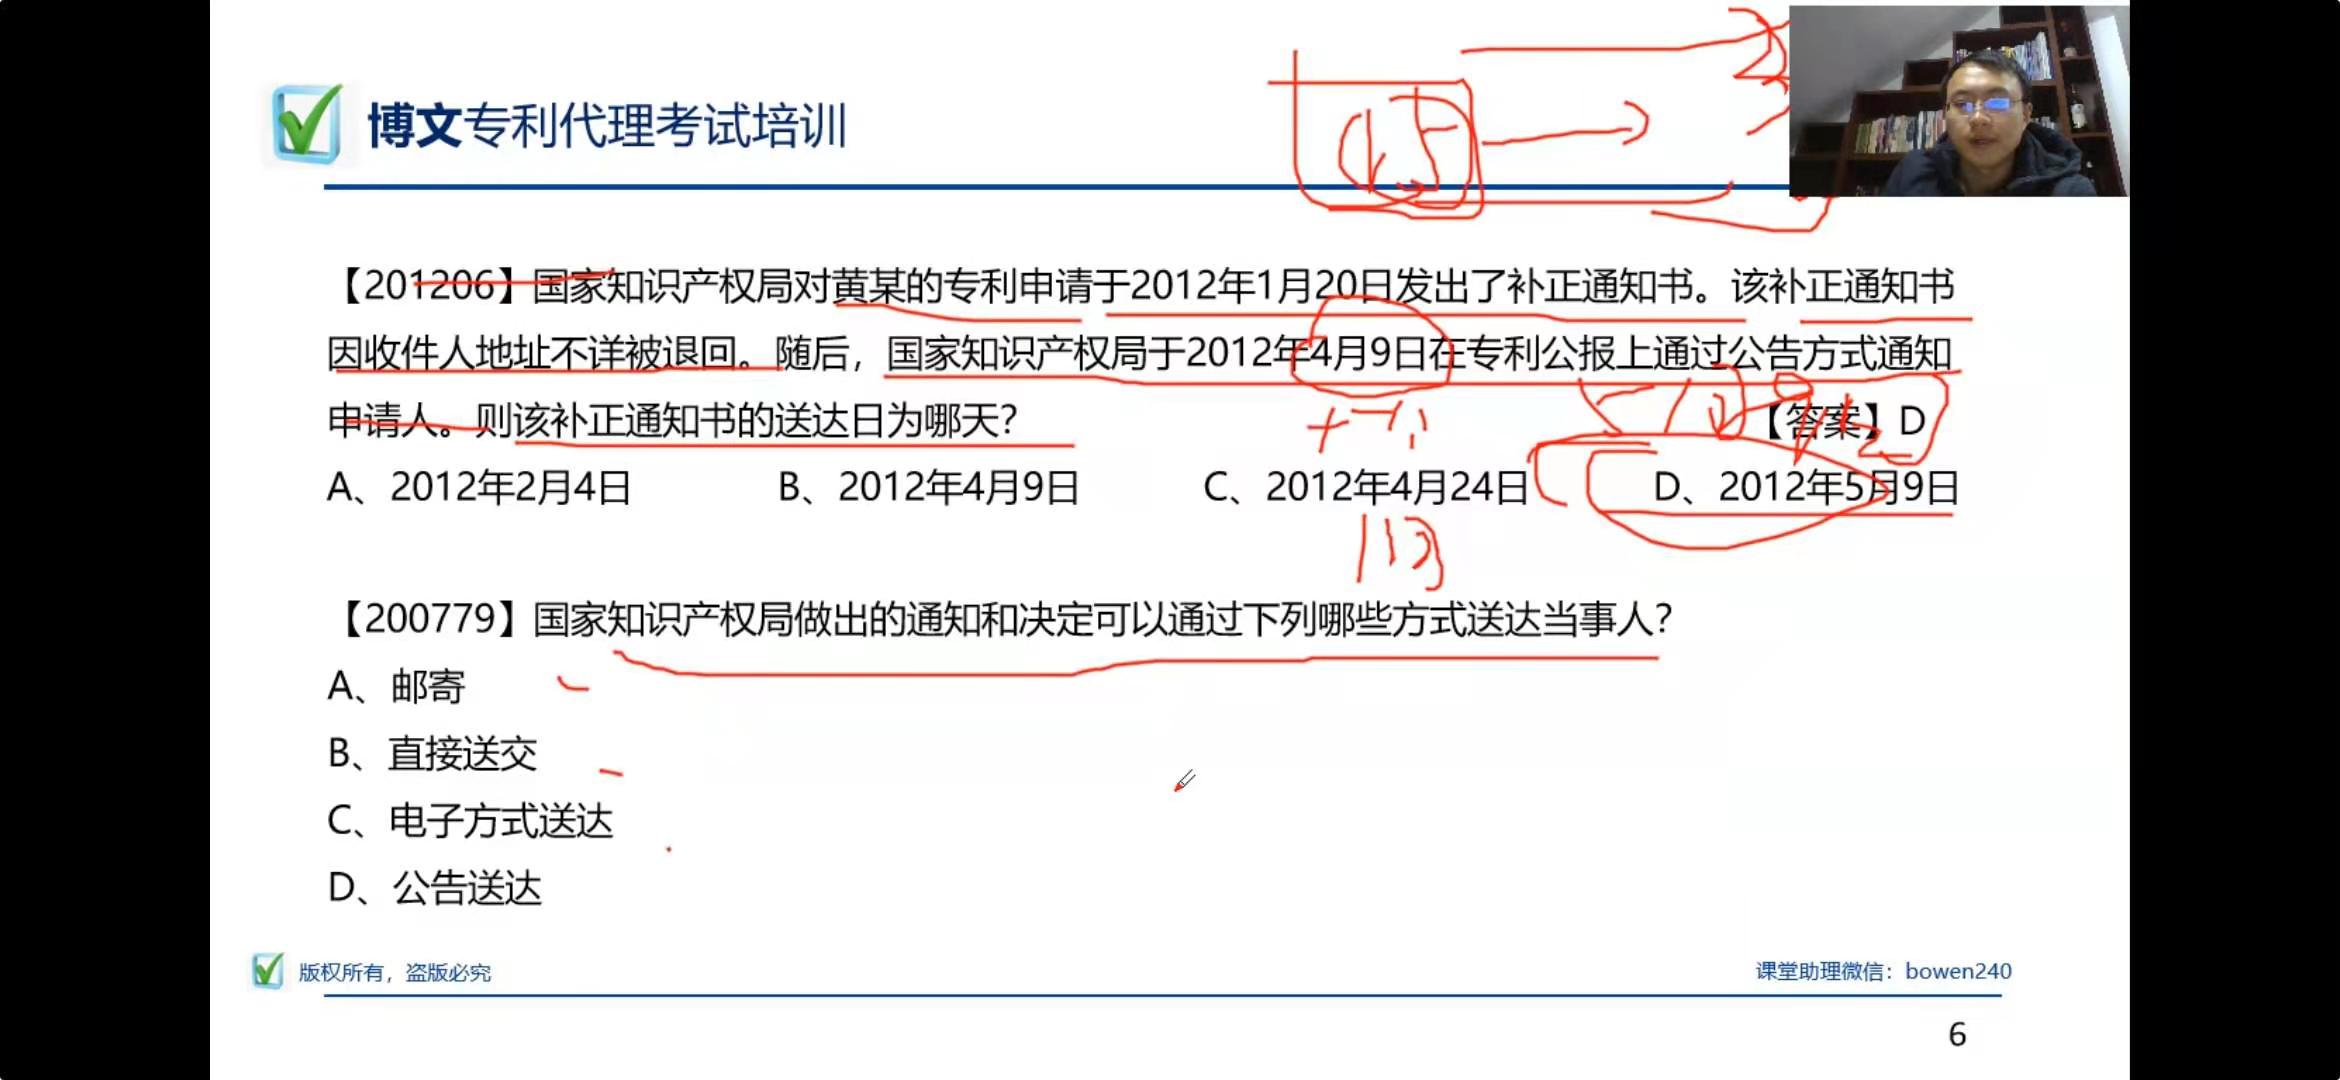 博文专利代理考试培训
【201206】国家知识产权局对黄某的专利申请于2012年1月20日发出了补正通知书。该补正通知书
因收件人地址不详被退回。随后，国家知识产权局于2012年4月9日在专利公报上通过公告方式通知
申请人。则该补正通知书的送达日为哪天？ 【答案】D
A、2012年2月4日 B、2012年4月9日 C、2012年4月24日 D、2012年5月9日
【200779】国家知识产权局做出的通知和决定可以通过下列哪些方式送达当事人？
A、邮寄
B、直接送交
C、电子方式送达
D、公告送达
版权所有，盗版必究 课堂助理微信：bowen240
6